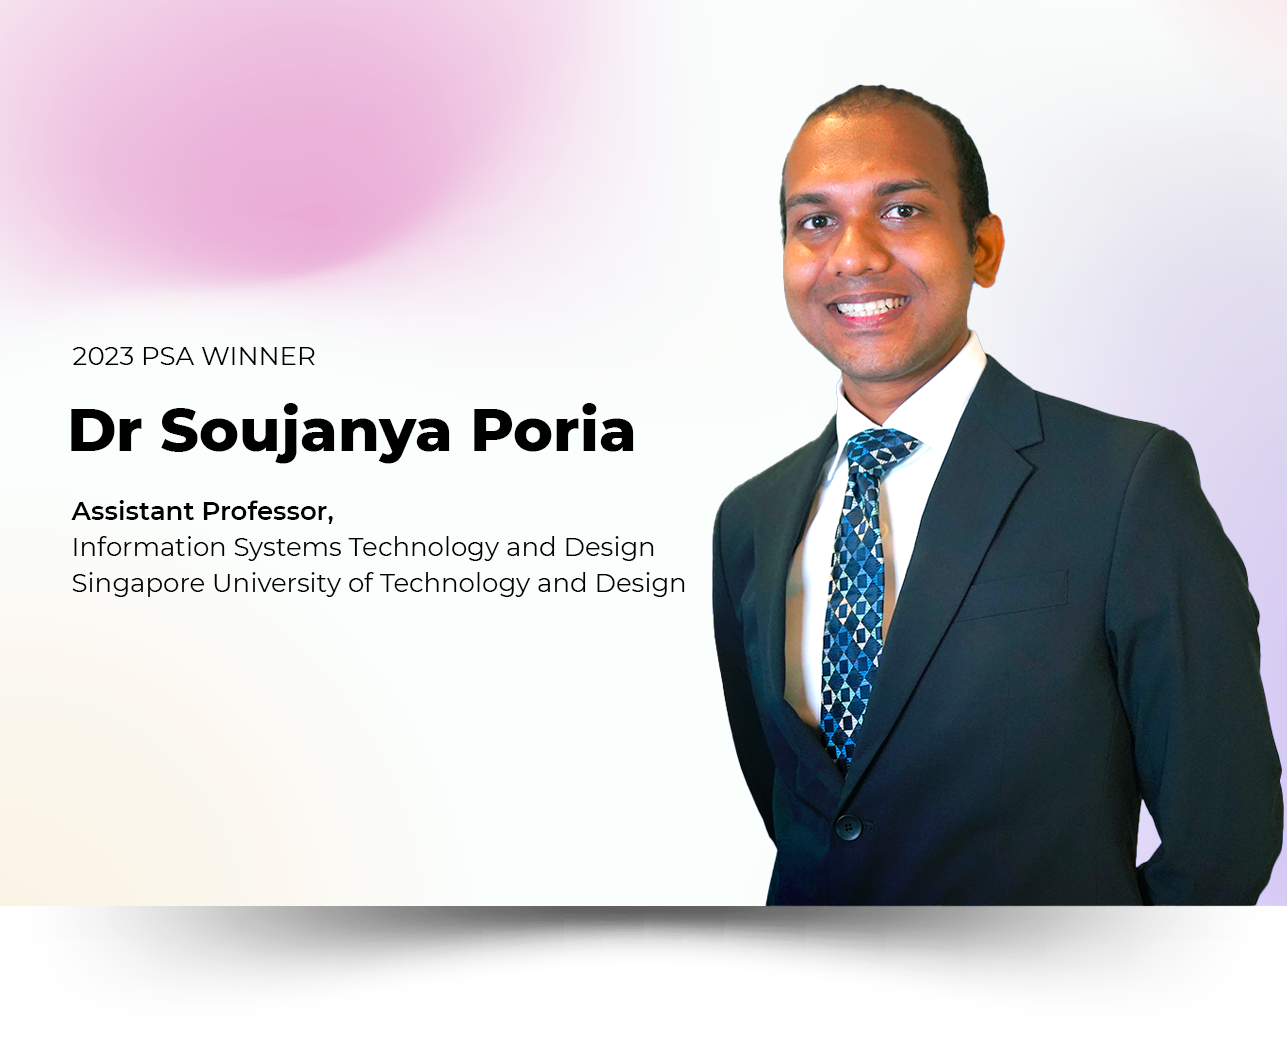 2023 PSA WINNER
Dr Soujanya Poria
Assistant Professor,
Information Systems Technology and Design
Singapore University of Technology and Design